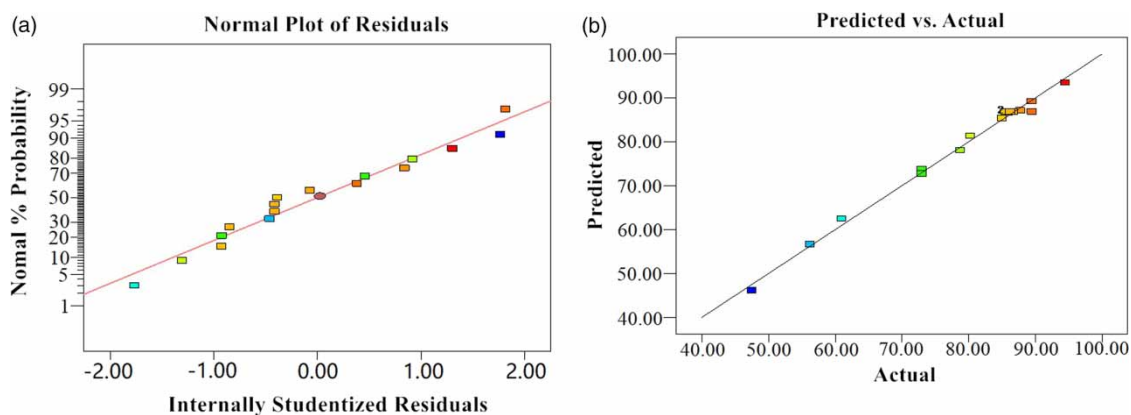 (a)
Normal Plot of Residuals
Nomal % Probability
99
95
90
80
70
50
30
20
10
5
1
-2.00 -1.00 0.00 1.00 2.00
Internally Studentized Residuals
(b)
Predicted vs. Actual
Predicted
100.00
90.00
80.00
70.00
60.00
50.00
40.00
2
40.00 50.00 60.00 70.00 80.00 90.00 100.00
Actual